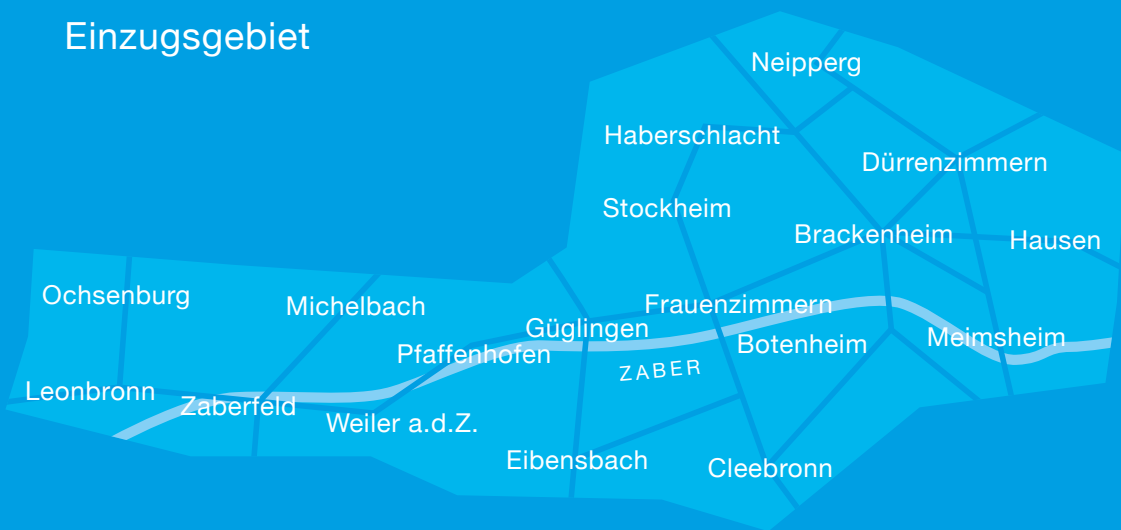 Einzugsgebiet
Neipperg
Haberschlacht
Dürrenzimmern
Stockheim
Brackenheim
Hausen
Ochsenburg
Michelbach
Frauenzimmern
Güglingen
Meimsheim
Botenheim
Pfaffenhofen
ZABER
Leonbronn
Zaberfeld
Weiler a.d.Z.
Eibensbach
Cleebronn